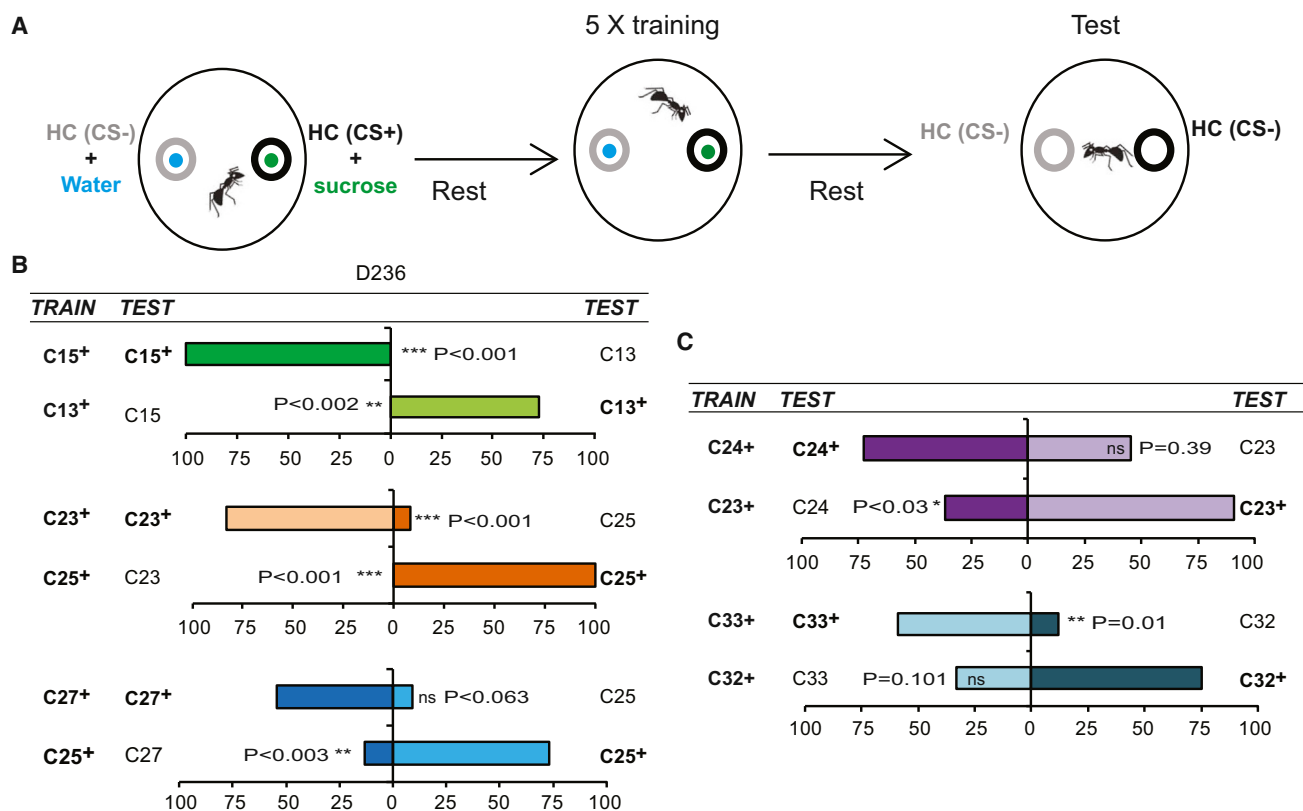 A
5 X training
Test
HC (CS-)
+
Water
HC (CS+)
+
sucrose
Rest
Rest
HC (CS-)
HC (CS-)
B
D236
TRAIN TEST TEST
C15+ C15+ *** P<0.001 C13
C13+ C15 P<0.002 ** C13+
100 75 50 25 0 25 50 75 100
C23+ C23+ *** P<0.001 C25
C25+ C23 P<0.001 *** C25+
100 75 50 25 0 25 50 75 100
C27+ C27+ ns P<0.063 C25
C25+ C27 P<0.003 ** C25+
100 75 50 25 0 25 50 75 100
C
TRAIN TEST TEST
C24+ C24+ ns P=0.39 C23
C23+ C24 P<0.03 * C23+
100 75 50 25 0 25 50 75 100
C33+ C33+ ** P=0.01 C32
C32+ C33 P=0.101 ns C32+
100 75 50 25 0 25 50 75 100